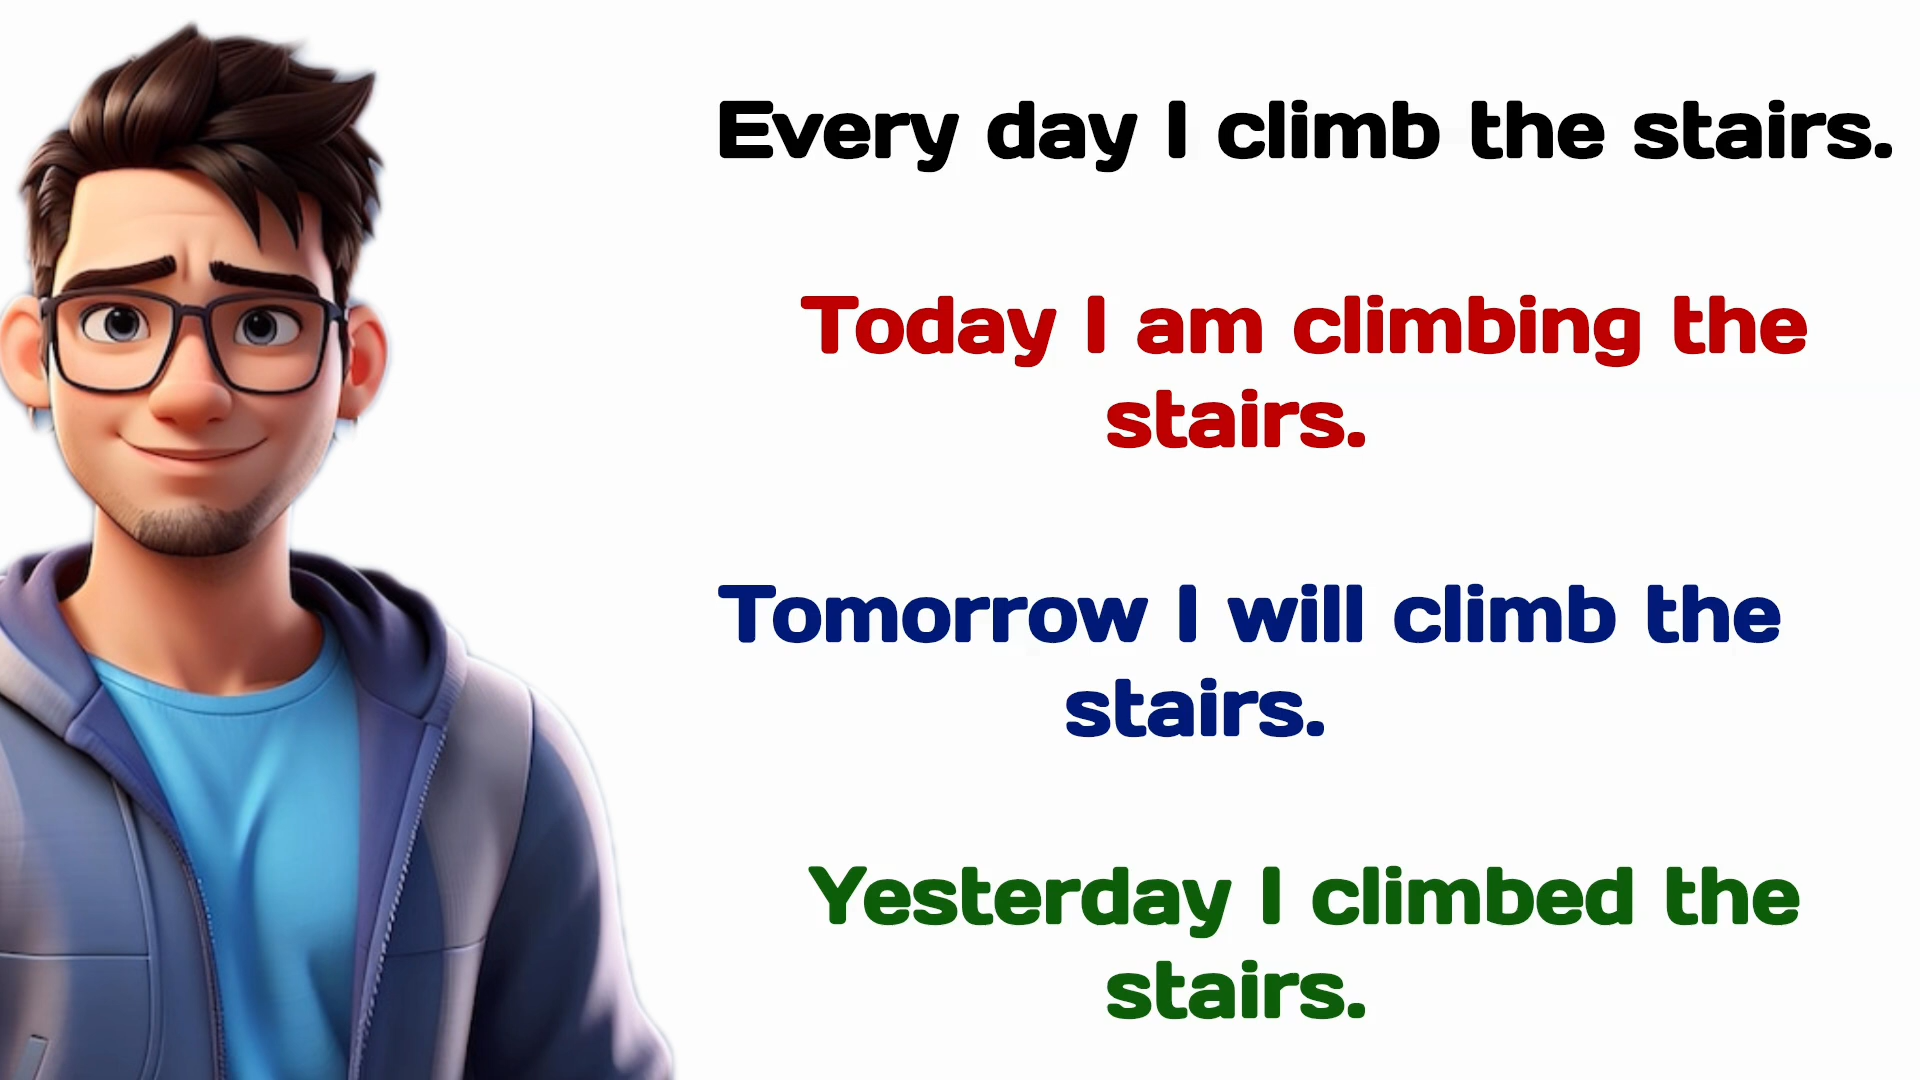 Every day I climb the stairs.
Today I am climbing the
stairs.
Tomorrow I will climb the
stairs.
Yesterday I climbed the
stairs.